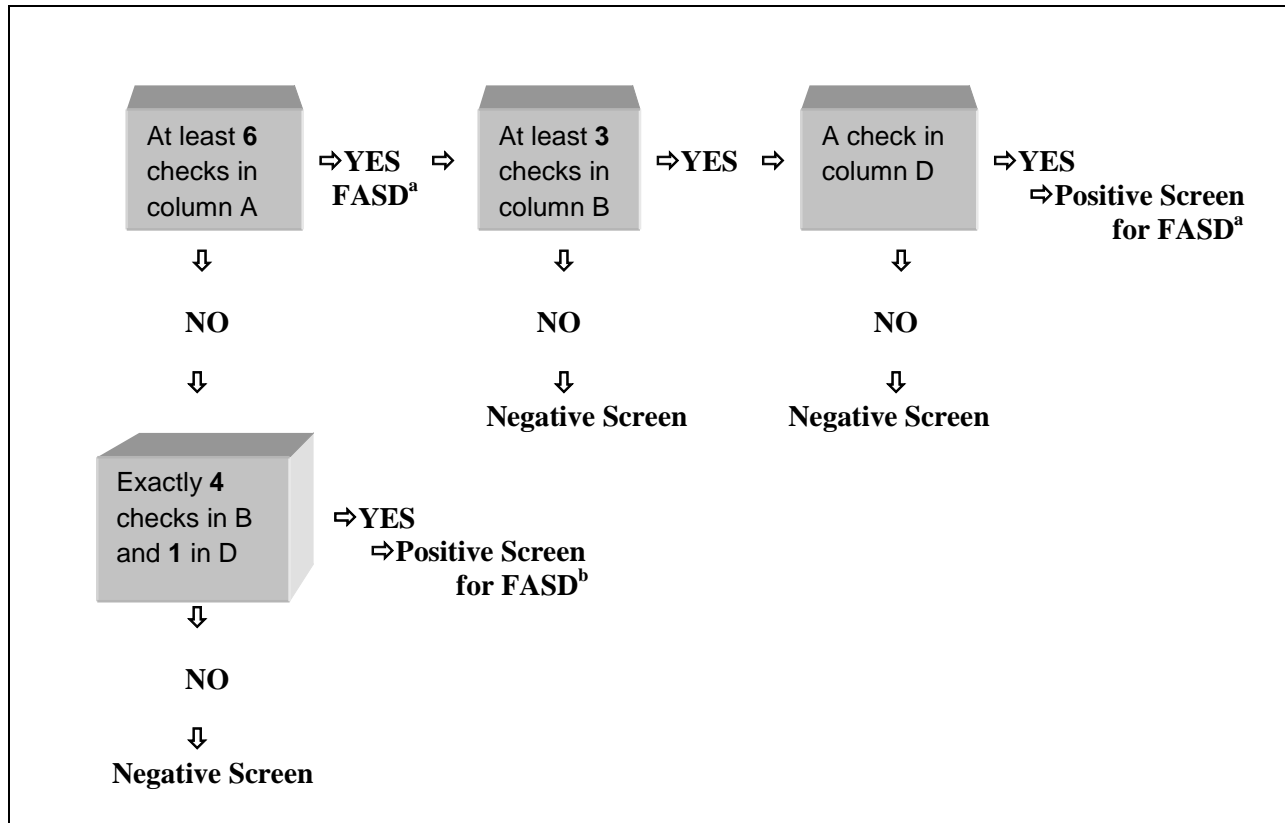 At least 6
checks in
column A
⇨YES ⇨
FASDᵃ
At least 3
checks in
column B
⇨YES ⇨
A check in
column D
⇨YES
⇨Positive Screen
for FASDᵃ
⇩ ⇩ ⇩
NO NO NO
⇩ ⇩ ⇩
Negative Screen Negative Screen
Exactly 4
checks in B
and 1 in D
⇨YES
⇨Positive Screen
for FASDᵇ
⇩
NO
⇩
Negative Screen